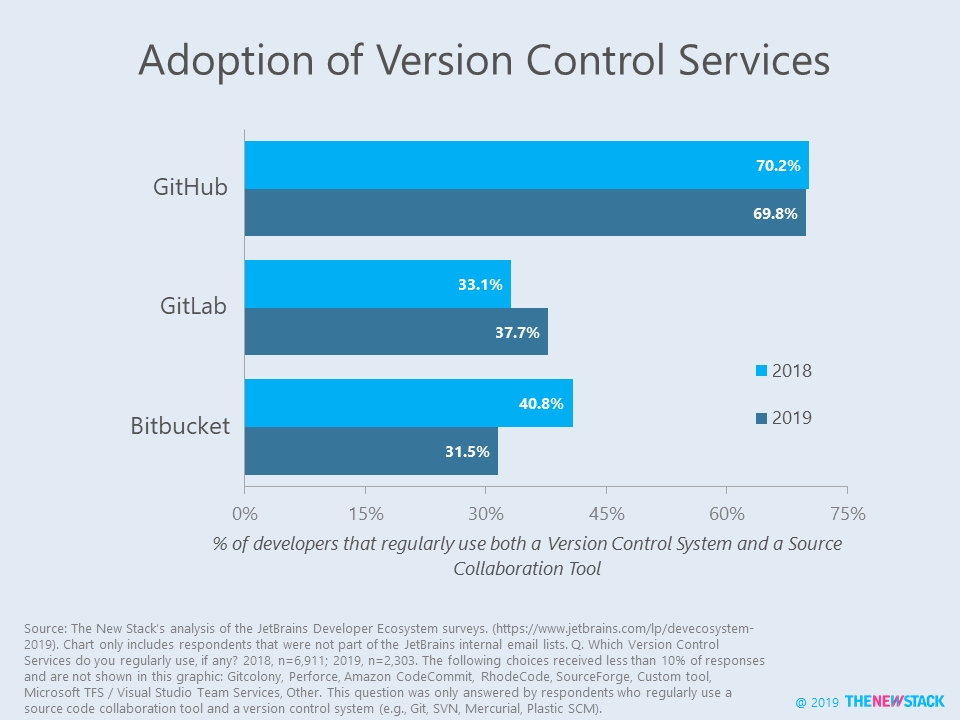 Adoption of Version Control Services
GitHub
70.2%
69.8%
GitLab
33.1%
37.7%
Bitbucket
40.8%
31.5%
2018
2019
0%
15%
30%
45%
60%
75%
% of developers that regularly use both a Version Control System and a Source
Collaboration Tool
Source: The New Stack's analysis of the JetBrains Developer Ecosystem surveys. (https://www.jetbrains.com/lp/devecosystem-
2019). Chart only includes respondents that were not part of the JetBrains internal email lists. Q. Which Version Control
Services do you regularly use, if any? 2018, n=6,911; 2019, n=2,303. The following choices received less than 10% of responses
and are not shown in this graphic: Gitcolony, Perforce, Amazon CodeCommit, RhodeCode, SourceForge, Custom tool,
Microsoft TFS / Visual Studio Team Services, Other. This question was only answered by respondents who regularly use a
source code collaboration tool and a version control system (e.g., Git, SVN, Mercurial, Plastic SCM).
@ 2019 THENEWSTACK